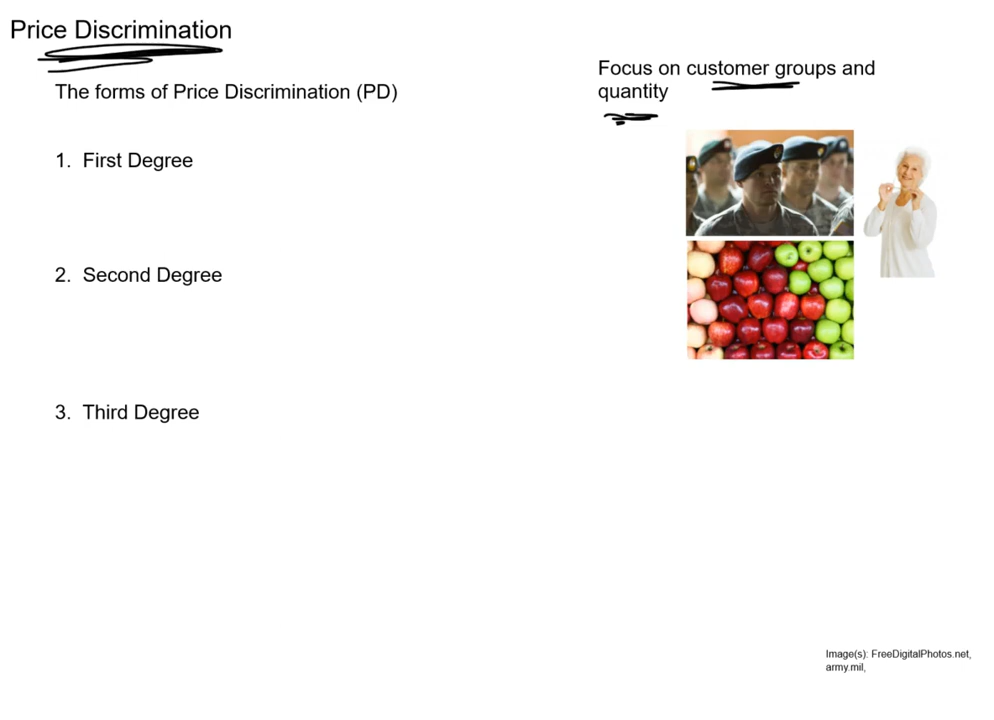 Price Discrimination
The forms of Price Discrimination (PD)
1. First Degree
2. Second Degree
3. Third Degree
Focus on customer groups and
quantity
Image(s): FreeDigitalPhotos.net,
army.mil,